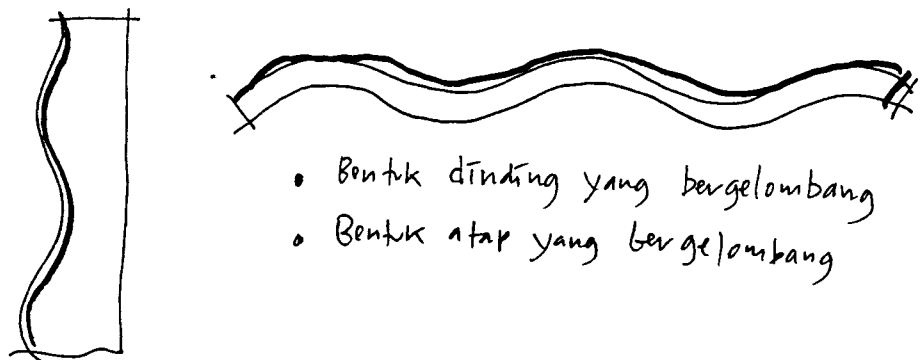 • Bentuk dinding yang bergelombang
• Bentuk atap yang bergelombang